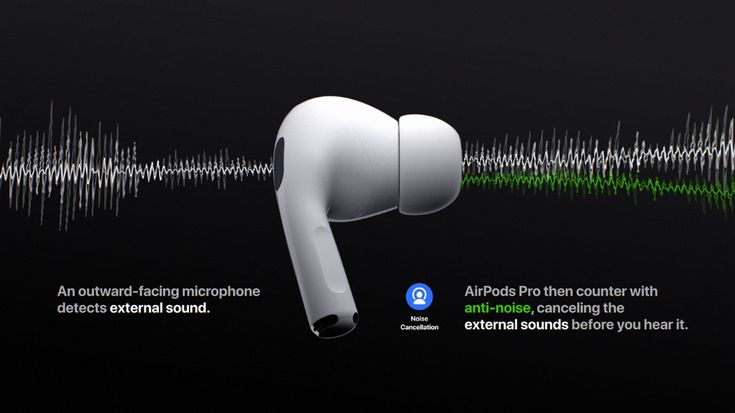 An outward-facing microphone
detects external sound.
Noise
Cancellation
AirPods Pro then counter with
anti-noise, canceling the
external sounds before you hear it.